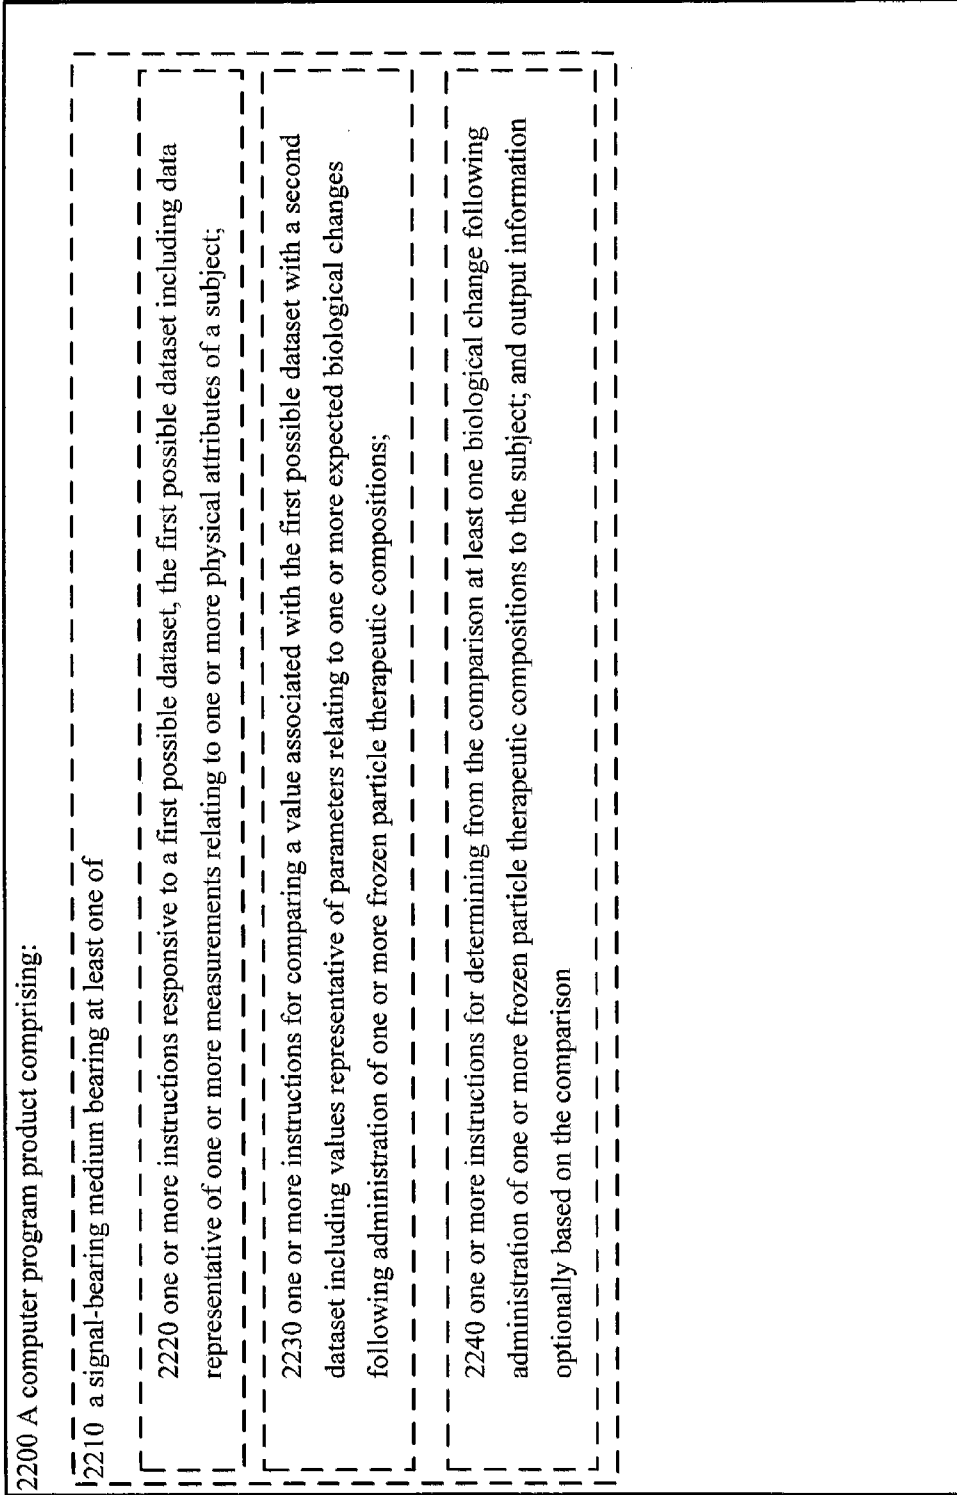 2200 A computer program product comprising:
2210 a signal-bearing medium bearing at least one of
2220 one or more instructions responsive to a first possible dataset, the first possible dataset including data
representative of one or more measurements relating to one or more physical attributes of a subject;
2230 one or more instructions for comparing a value associated with the first possible dataset with a second
dataset including values representative of parameters relating to one or more expected biological changes
following administration of one or more frozen particle therapeutic compositions;
2240 one or more instructions for determining from the comparison at least one biological change following
administration of one or more frozen particle therapeutic compositions to the subject; and output information
optionally based on the comparison